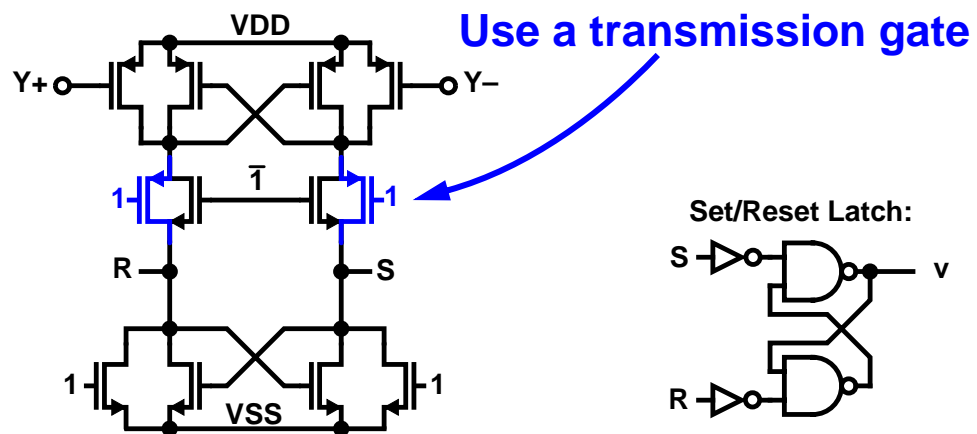 Use a transmission gate
VDD
Y+
Y–
1
1̅
1
Set/Reset Latch:
R
S
S
v
1
1
R
VSS